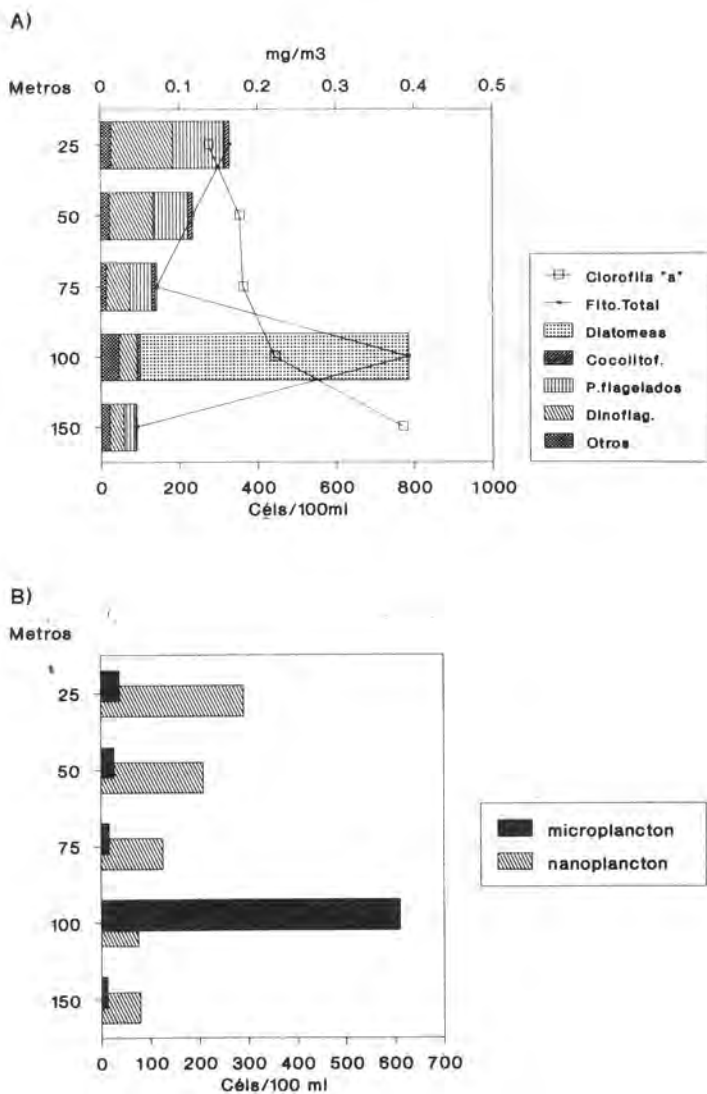 A)
mg/m3
Metros 0 0.1 0.2 0.3 0.4 0.5
25
50
75
100
150
0 200 400 600 800 1000
Céls/100ml
Clorofila "a"
Fito.Total
Diatomeas
Cocolitof.
P.flagelados
Dinoflag.
Otros
B)
Metros
25
50
75
100
150
0 100 200 300 400 500 600 700
Céls/100 ml
microplancton
nanoplancton